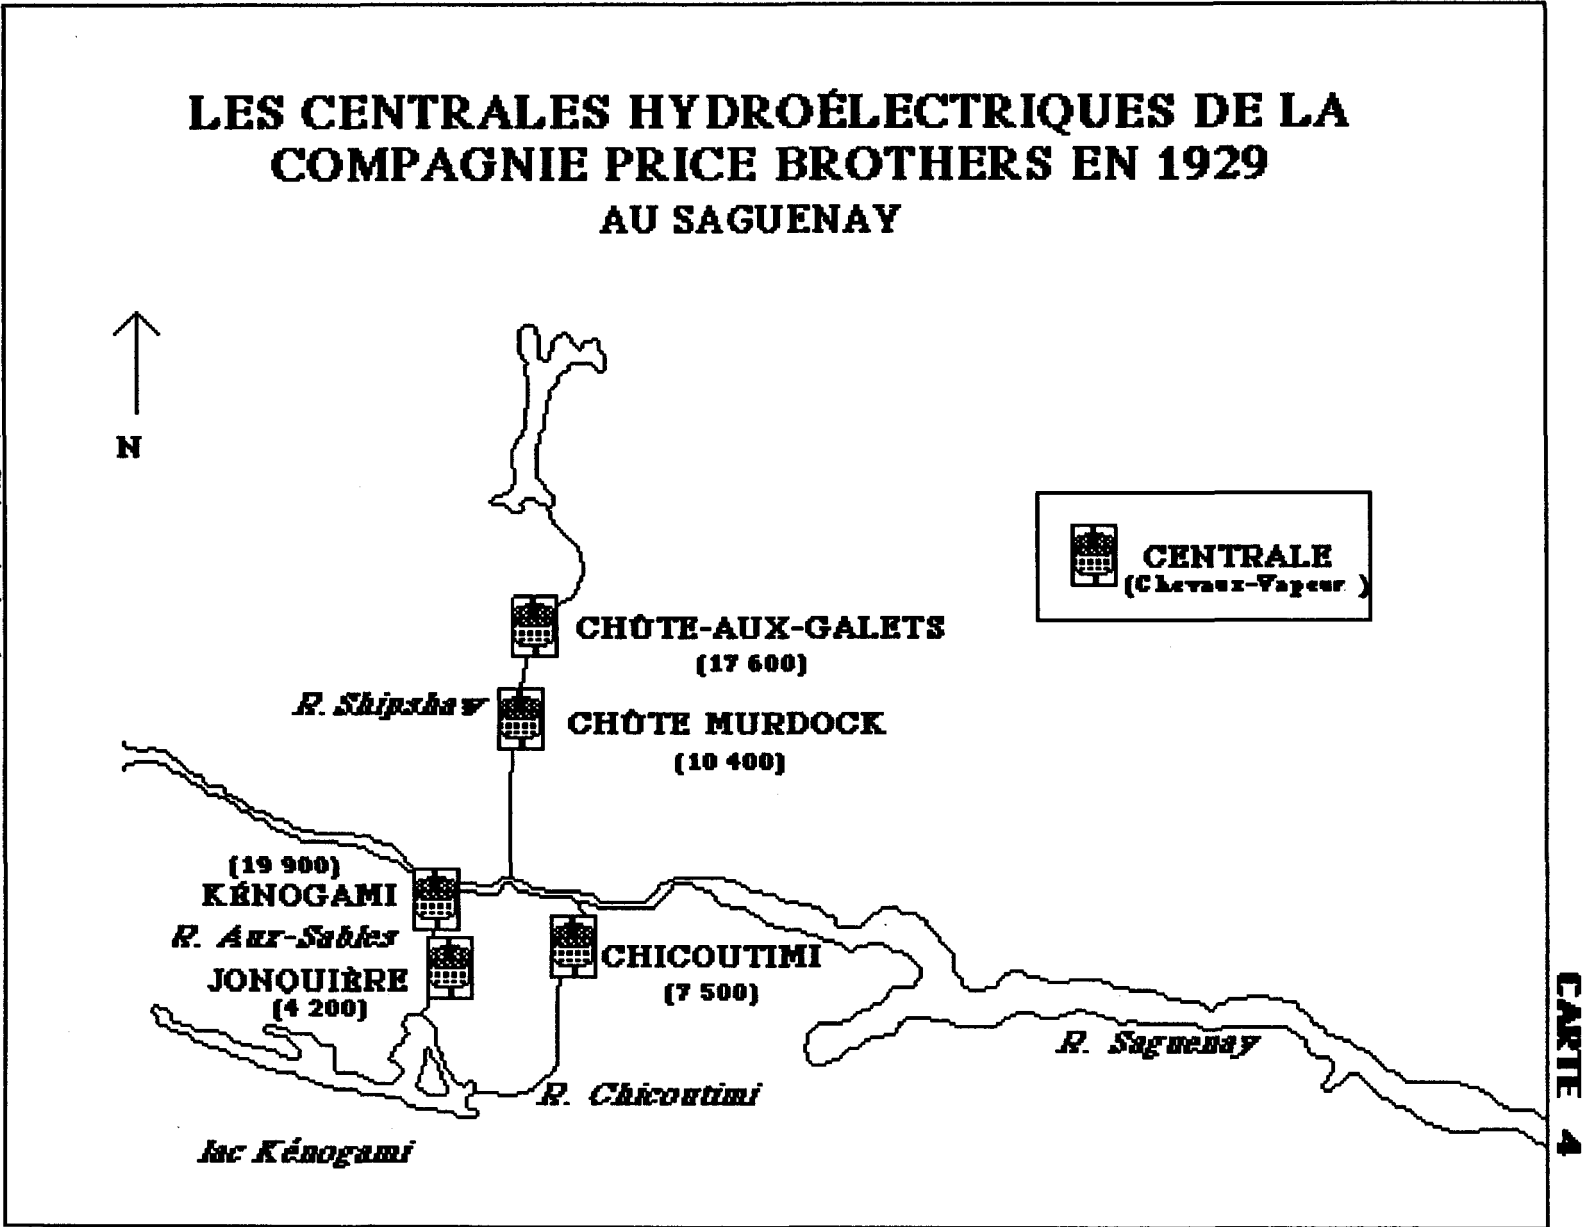 LES CENTRALES HYDROÉLECTRIQUES DE LA
COMPAGNIE PRICE BROTHERS EN 1929
AU SAGUENAY
N
CENTRALE
(Chevaux-Vapeur )
CHÛTE-AUX-GALETS
(17 600)
R. Shipshaw
CHÛTE MURDOCK
(10 400)
(19 900)
KÉNOGAMI
R. Aux-Sables
JONQUIÈRE
(4 200)
CHICOUTIMI
(7 500)
R. Saguenay
R. Chicoutimi
lac Kénogami
CARTE 4